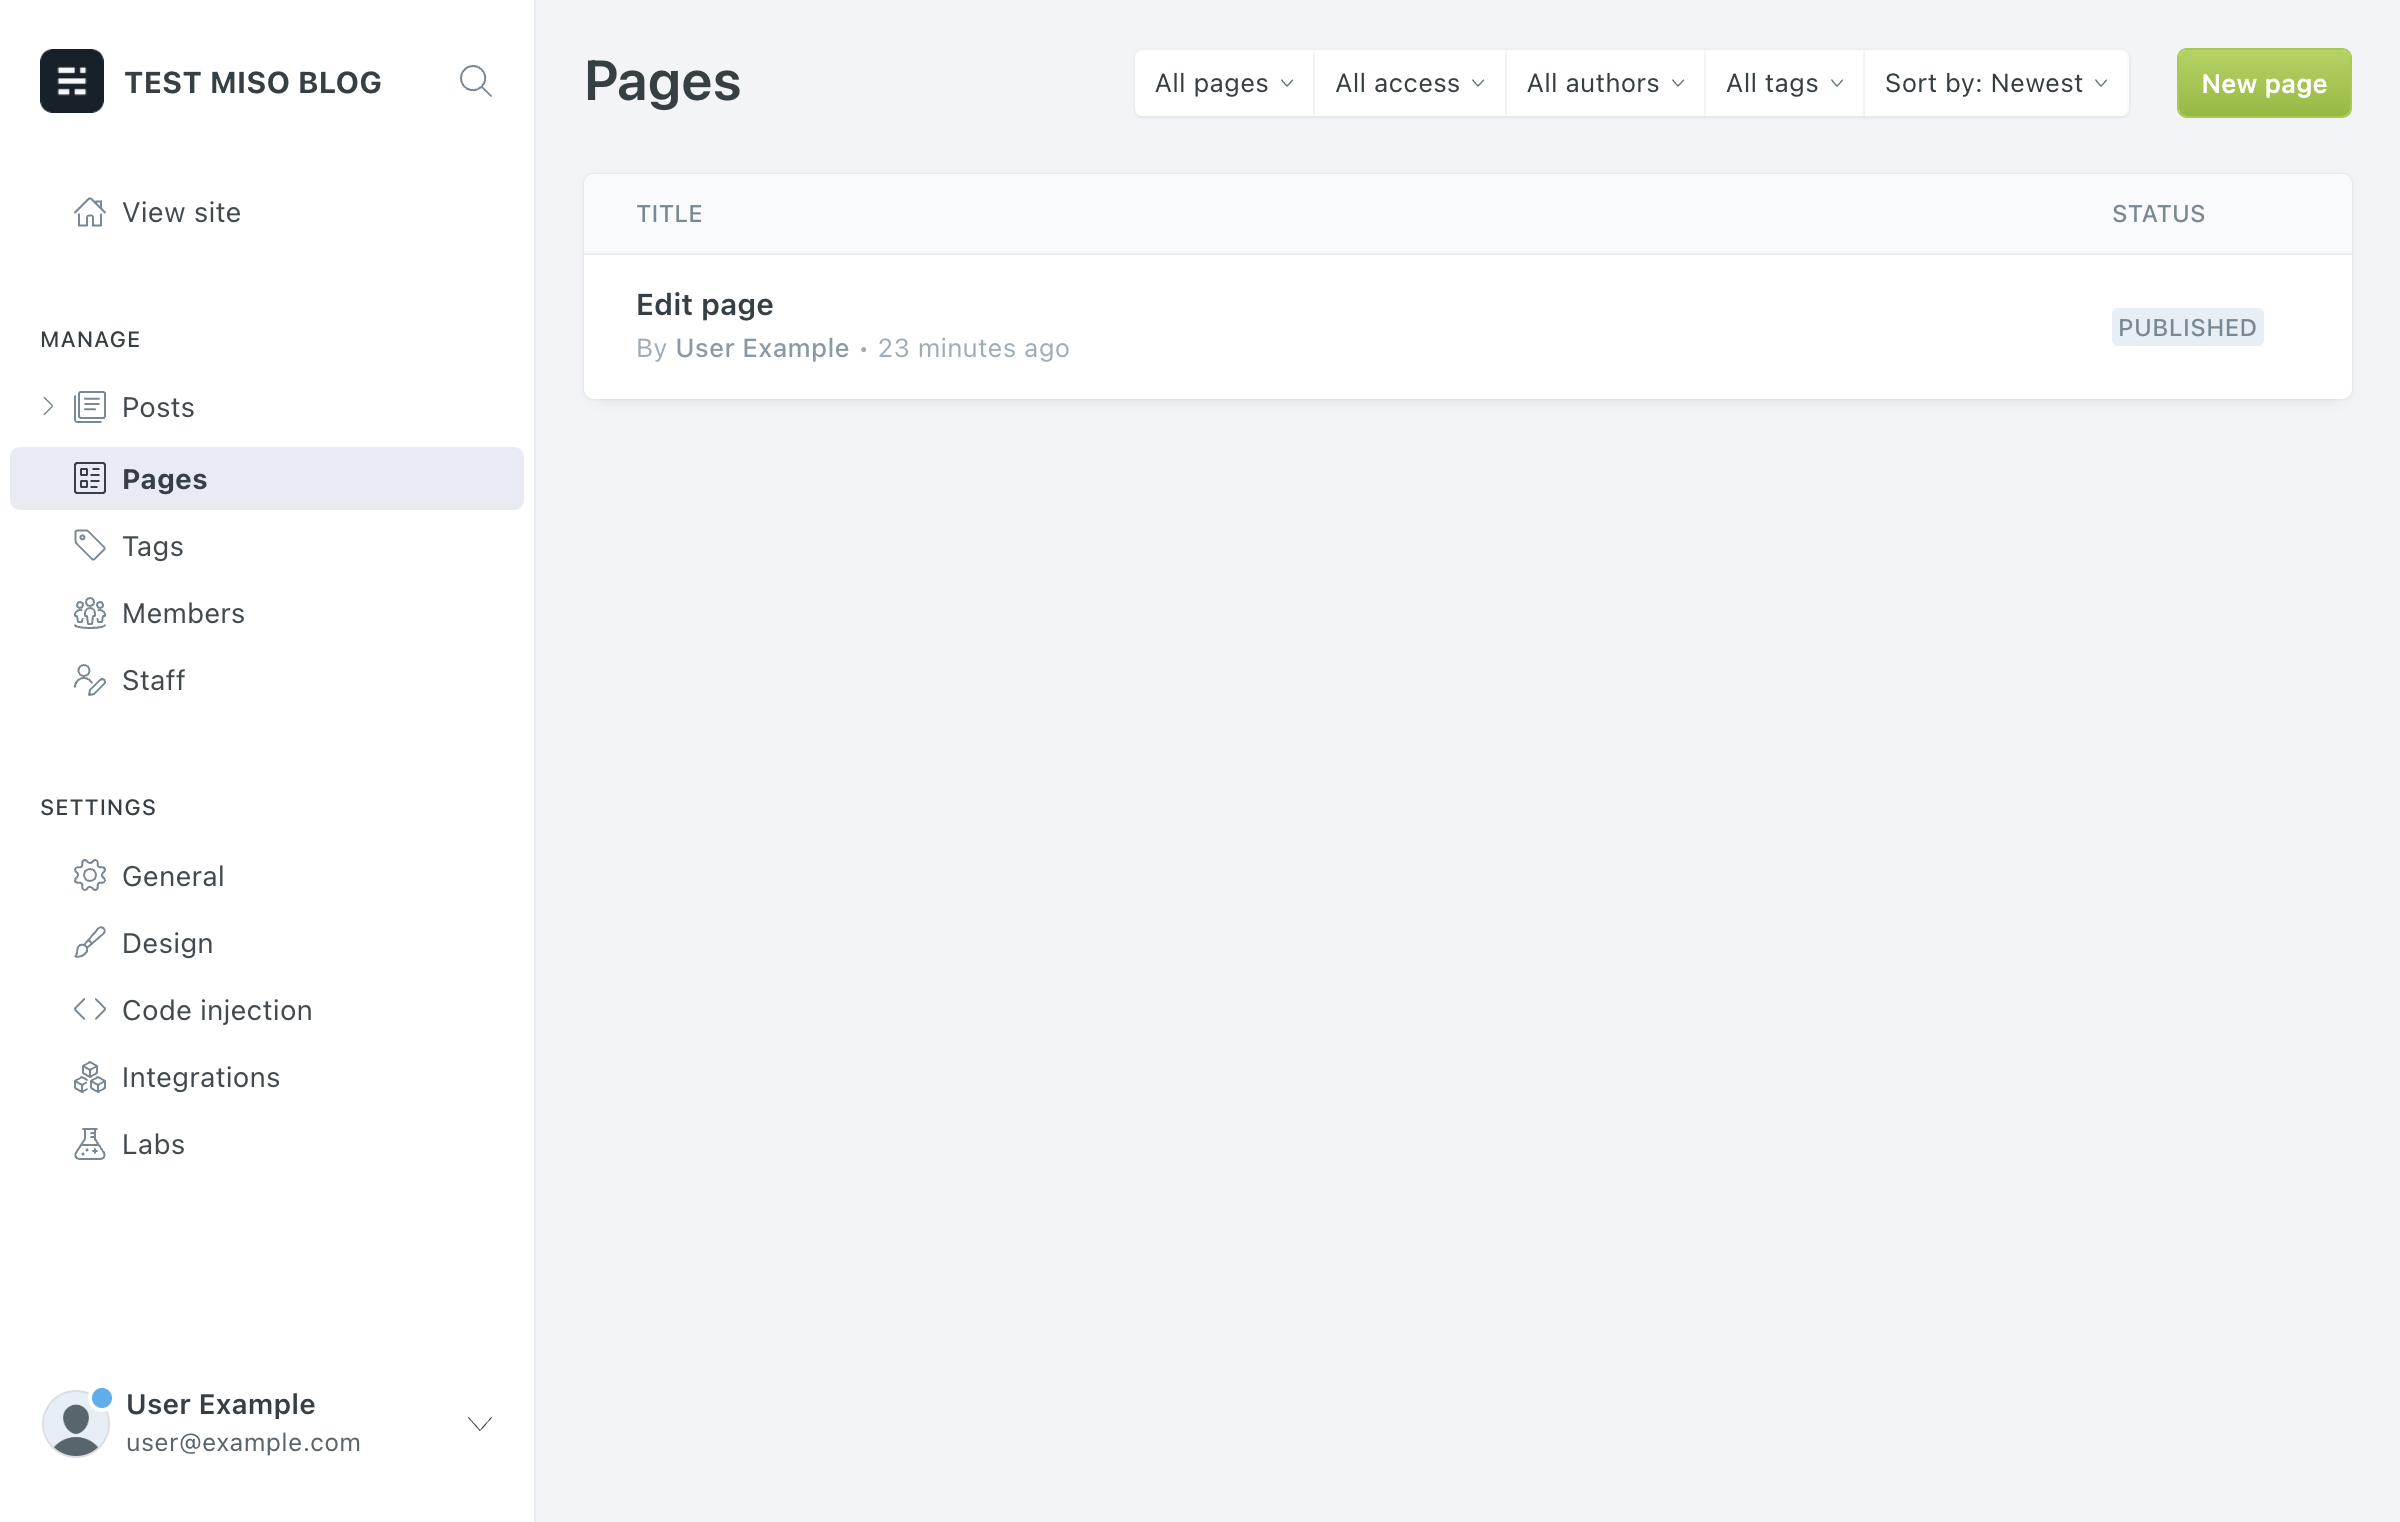 TEST MISO BLOG
View site
MANAGE
Posts
Pages
Tags
Members
Staff
SETTINGS
General
Design
Code injection
Integrations
Labs
User Example
user@example.com
Pages
All pages
All access
All authors
All tags
Sort by: Newest
New page
TITLE
STATUS
Edit page
By User Example • 23 minutes ago
PUBLISHED